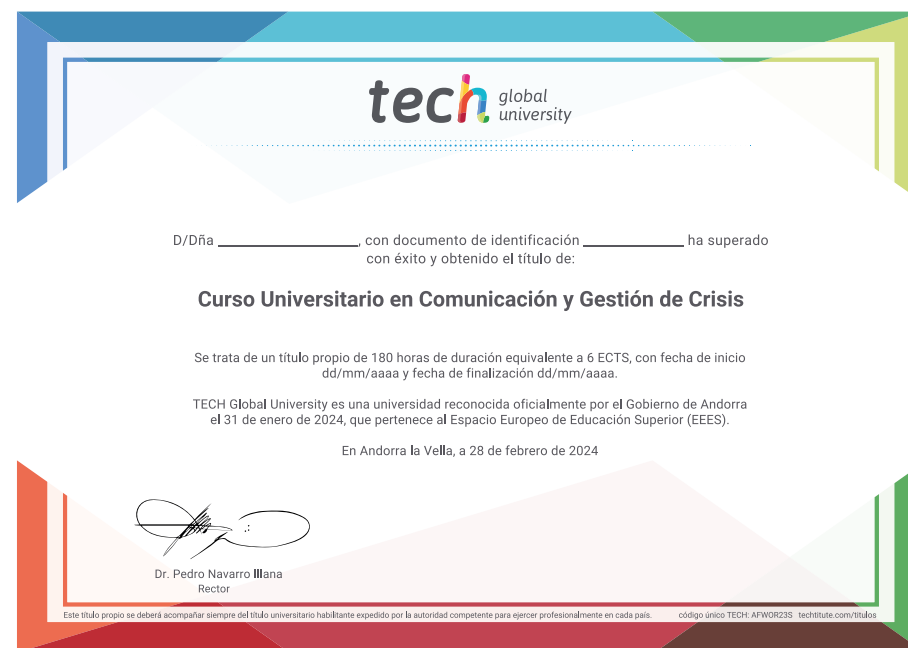 tech global university
D/Dña ____________________, con documento de identificación ______________ ha superado
con éxito y obtenido el título de:
Curso Universitario en Comunicación y Gestión de Crisis
Se trata de un título propio de 180 horas de duración equivalente a 6 ECTS, con fecha de inicio
dd/mm/aaaa y fecha de finalización dd/mm/aaaa.
TECH Global University es una universidad reconocida oficialmente por el Gobierno de Andorra
el 31 de enero de 2024, que pertenece al Espacio Europeo de Educación Superior (EEES).
En Andorra la Vella, a 28 de febrero de 2024
Dr. Pedro Navarro Illana
Rector
Este título propio se deberá acompañar siempre del título universitario habilitante expedido por la autoridad competente para ejercer profesionalmente en cada país. código único TECH: AFWOR23S techtitute.com/titulos